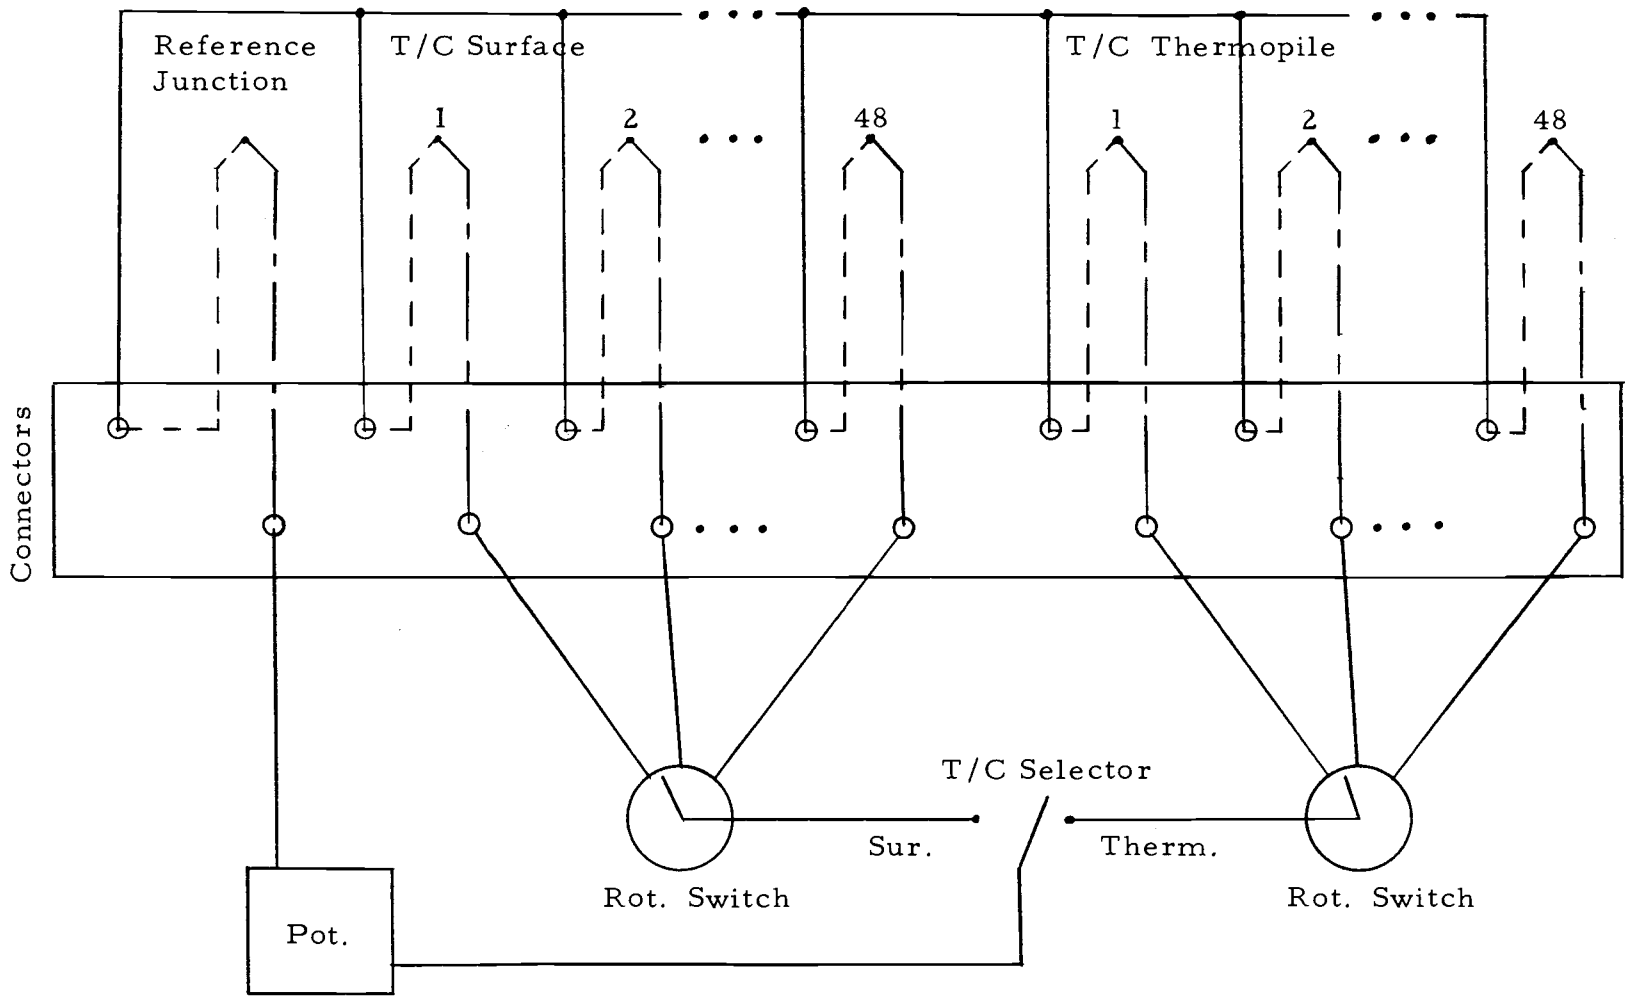 Reference
Junction
T/C Surface
T/C Thermopile
1
2
48
1
2
48
Connectors
T/C Selector
Sur.
Therm.
Rot. Switch
Rot. Switch
Pot.